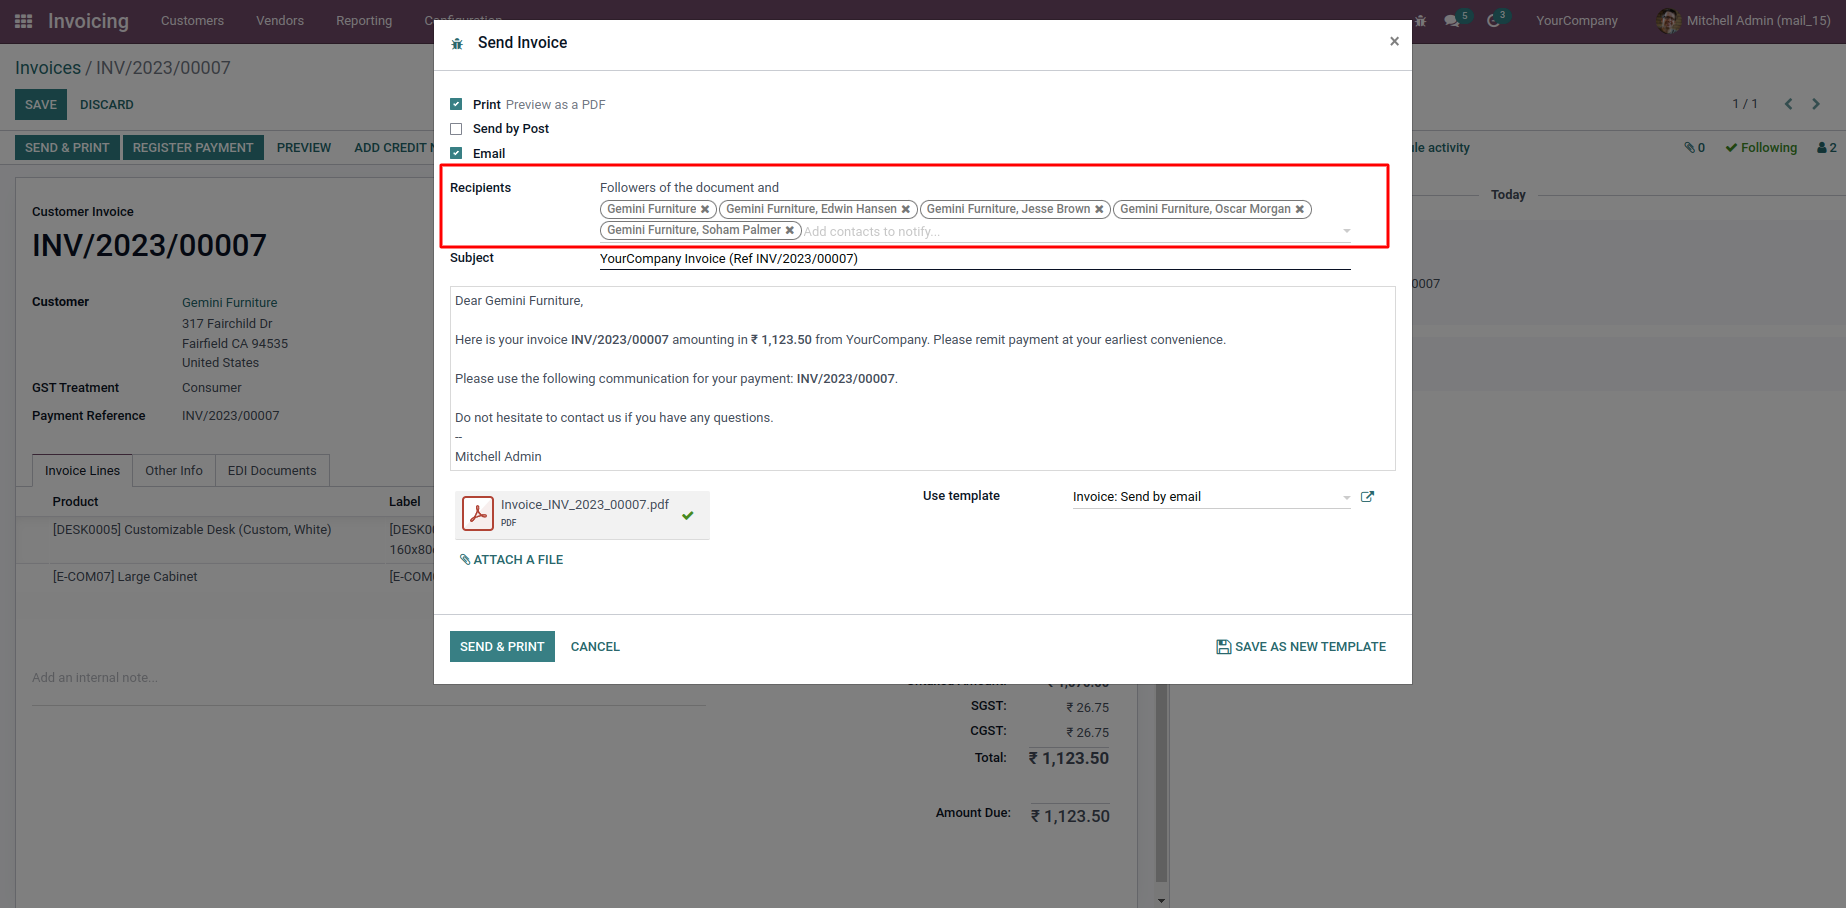 Invoicing Customers Vendors Reporting
5 3 YourCompany Mitchell Admin (mail_15)
Invoices / INV/2023/00007
SAVE DISCARD
1 / 1
SEND & PRINT REGISTER PAYMENT PREVIEW ADD CREDIT
activity 0 Following 2
Today
Customer Invoice
INV/2023/00007
Customer Gemini Furniture
317 Fairchild Dr
Fairfield CA 94535
United States
GST Treatment Consumer
Payment Reference INV/2023/00007
Invoice Lines Other Info EDI Documents
Product Label
[DESK0005] Customizable Desk (Custom, White)
[E-COM07] Large Cabinet
Add an internal note...
SGST: ₹ 26.75
CGST: ₹ 26.75
Total: ₹ 1,123.50
Amount Due: ₹ 1,123.50
Send Invoice ×
Print Preview as a PDF
Send by Post
Email
Recipients Followers of the document and
Gemini Furniture Gemini Furniture, Edwin Hansen Gemini Furniture, Jesse Brown Gemini Furniture, Oscar Morgan
Gemini Furniture, Soham Palmer Add contacts to notify...
Subject YourCompany Invoice (Ref INV/2023/00007)
Dear Gemini Furniture,
Here is your invoice INV/2023/00007 amounting in ₹ 1,123.50 from YourCompany. Please remit payment at your earliest convenience.
Please use the following communication for your payment: INV/2023/00007.
Do not hesitate to contact us if you have any questions.
--
Mitchell Admin
Invoice_INV_2023_00007.pdf
PDF
Use template Invoice: Send by email
ATTACH A FILE
SEND & PRINT CANCEL SAVE AS NEW TEMPLATE